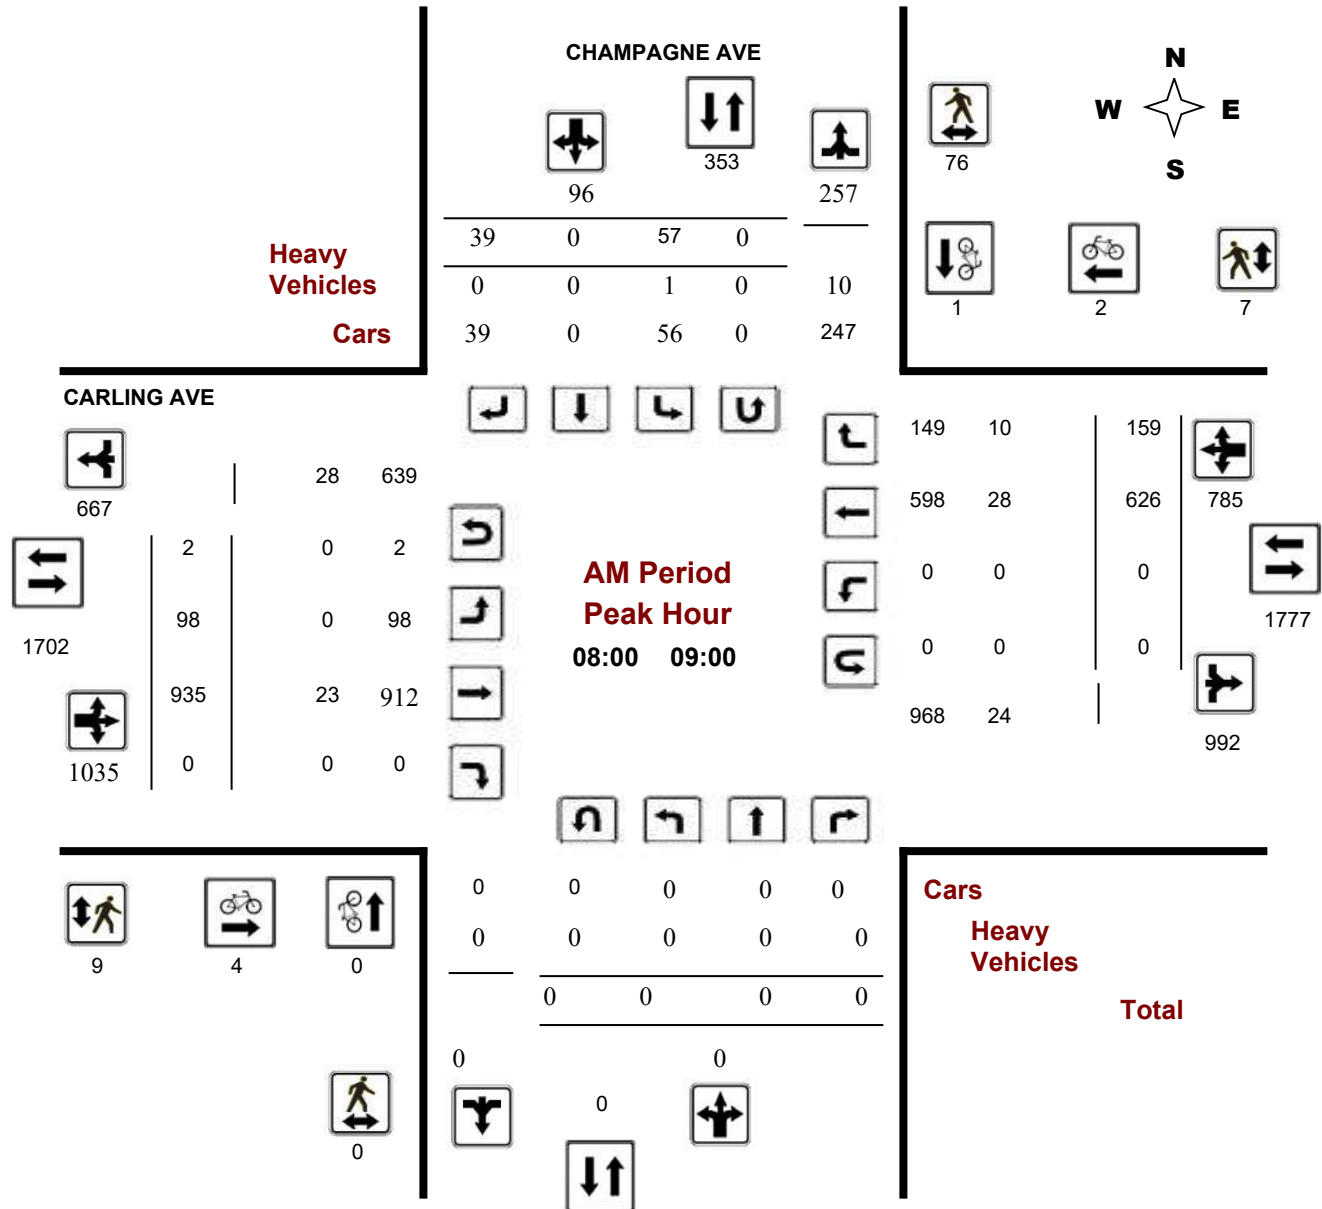 CHAMPAGNE AVE
N
W E
S
353
76
96
257
39 0 57 0
Heavy
Vehicles
0 0 1 0 10
1 2 7
Cars
39 0 56 0 247
CARLING AVE
149 10 159
28 639
667
598 28 626 785
2 0 2
AM Period
0 0 0
Peak Hour
98 0 98
1777
1702
08:00 09:00
0 0 0
935 23 912
968 24
992
1035
0 0 0
0 0 0 0 0
Cars
0 0 0 0 0
Heavy
Vehicles
9 4 0
0 0 0 0
Total
0 0
0
0